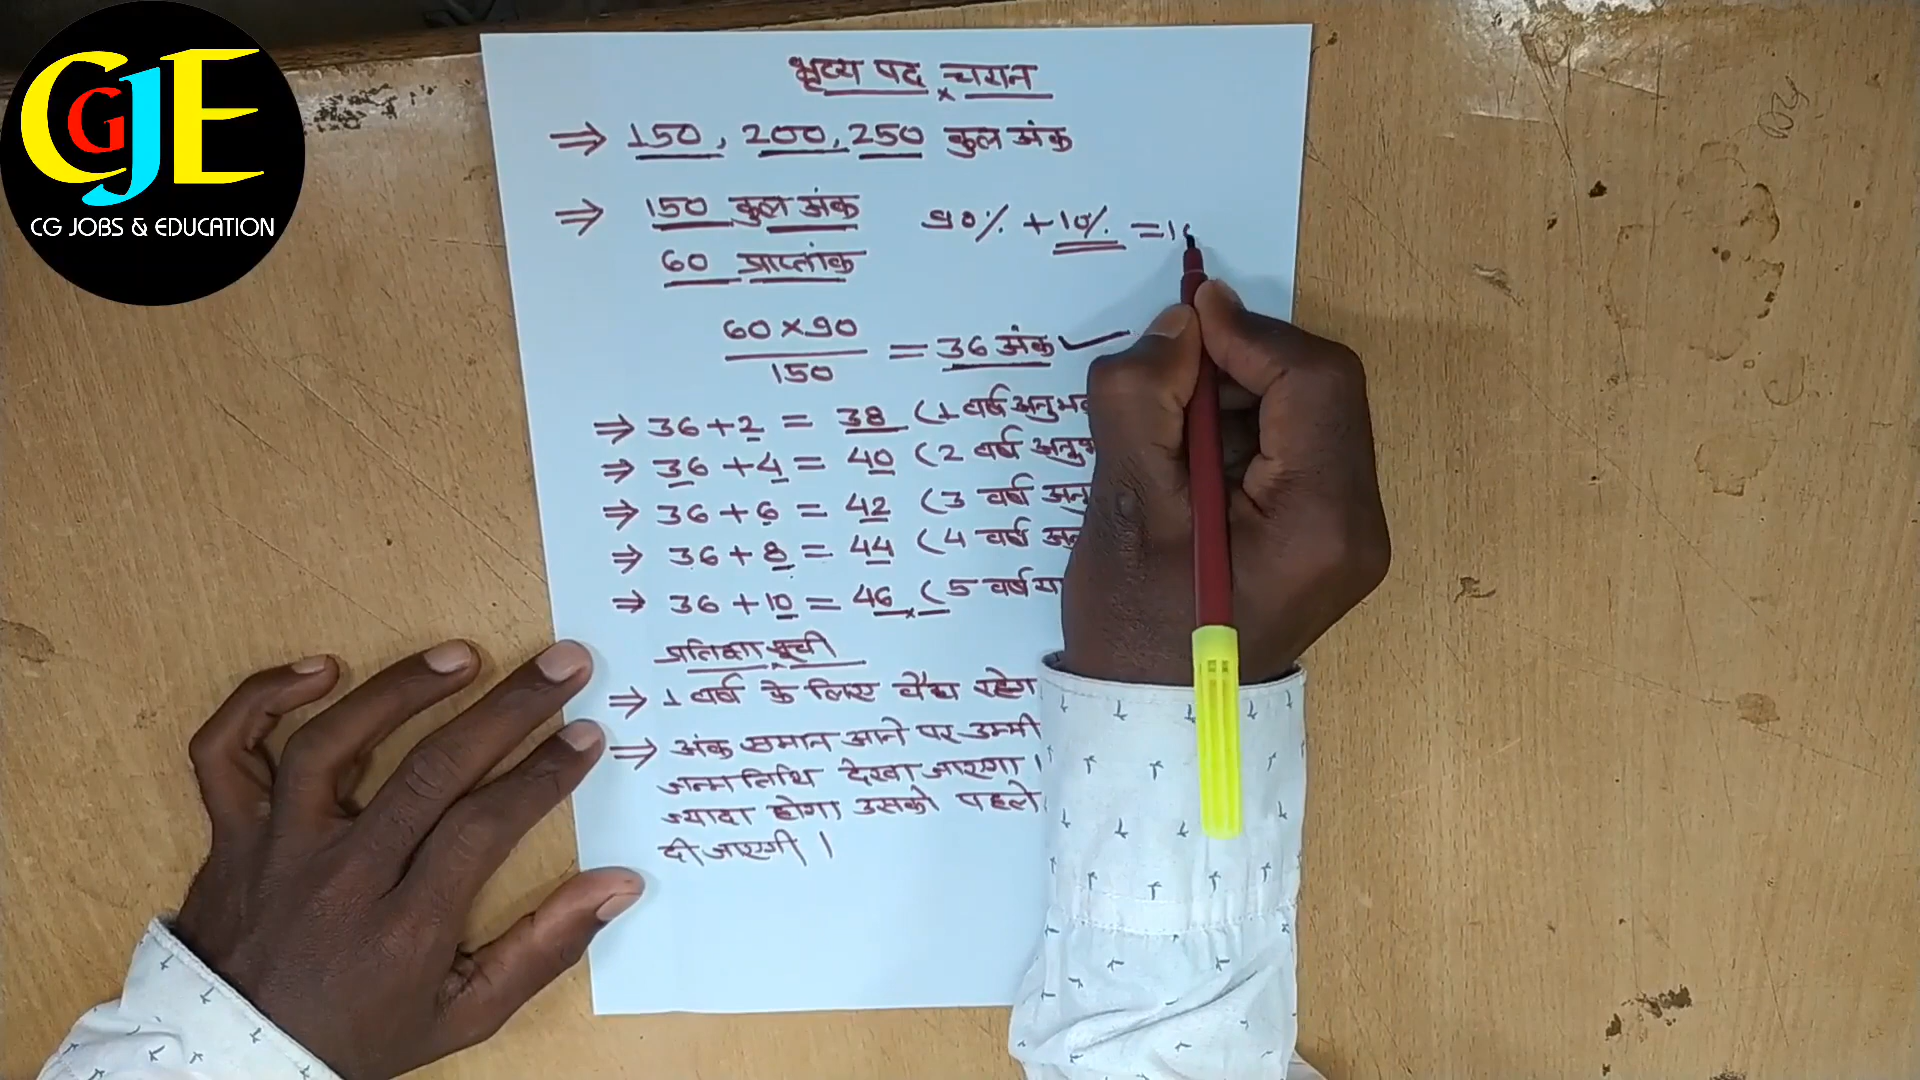 CGJE
CG JOBS & EDUCATION
भृत्य पद चयन
⇒ 150, 200, 250 कुल अंक
⇒ 150 कुल अंक
60 प्राप्तांक
90% + 10% = 1
60 × 90
150
= 36 अंक ✓
⇒ 36 + 2 = 38 (1 वर्ष अनुभव
⇒ 36 + 4 = 40 (2 वर्ष
⇒ 36 + 6 = 42 (3 वर्ष
⇒ 36 + 8 = 44 (4 वर्ष
⇒ 36 + 10 = 46 (5 वर्ष या
प्रतिक्षा सूची
⇒ 1 वर्ष के लिए वैद्य रहेग
⇒ अंक समान आने पर उम्मी
जन्मतिथि देखा जाएगा।
ज्यादा होगा उसको पहले
दी जाएगी।